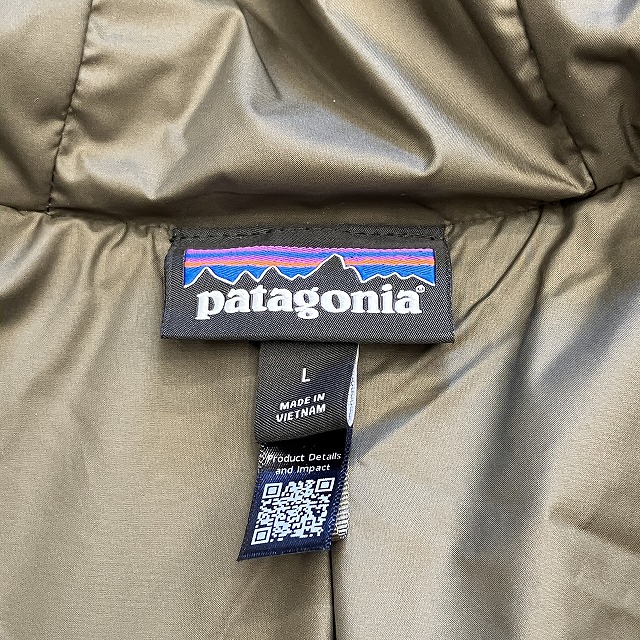 patagonia
L
MADE IN
VIETNAM
Product Details
and Impact